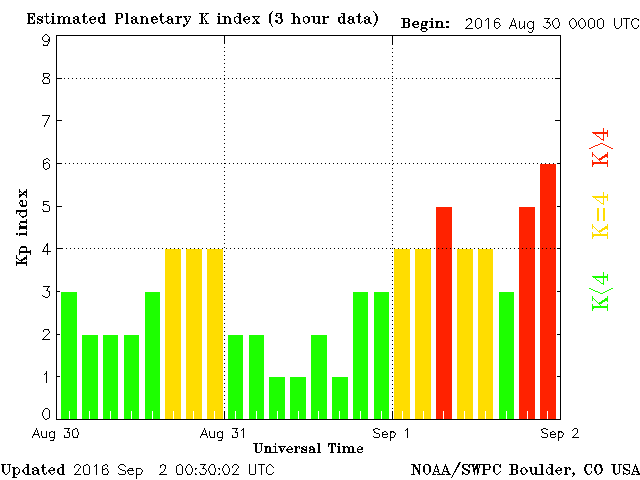 Estimated Planetary K index (3 hour data) Begin: 2016 Aug 30 0000 UTC
9
8
7
6
5
4
3
2
1
0
Kp index
K>4
K=4
K<4
Aug 30 Aug 31 Sep 1 Sep 2
Universal Time
Updated 2016 Sep 2 00:30:02 UTC NOAA/SWPC Boulder, CO USA